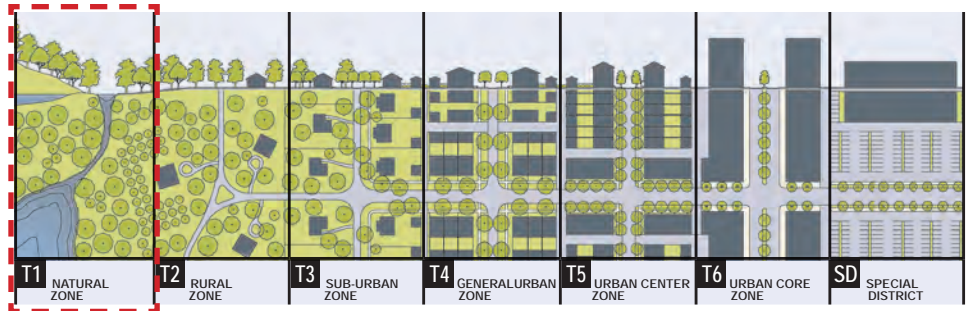 T1 NATURAL
ZONE
T2 RURAL
ZONE
T3 SUB-URBAN
ZONE
T4 GENERALURBAN
ZONE
T5 URBAN CENTER
ZONE
T6 URBAN CORE
ZONE
SD SPECIAL
DISTRICT